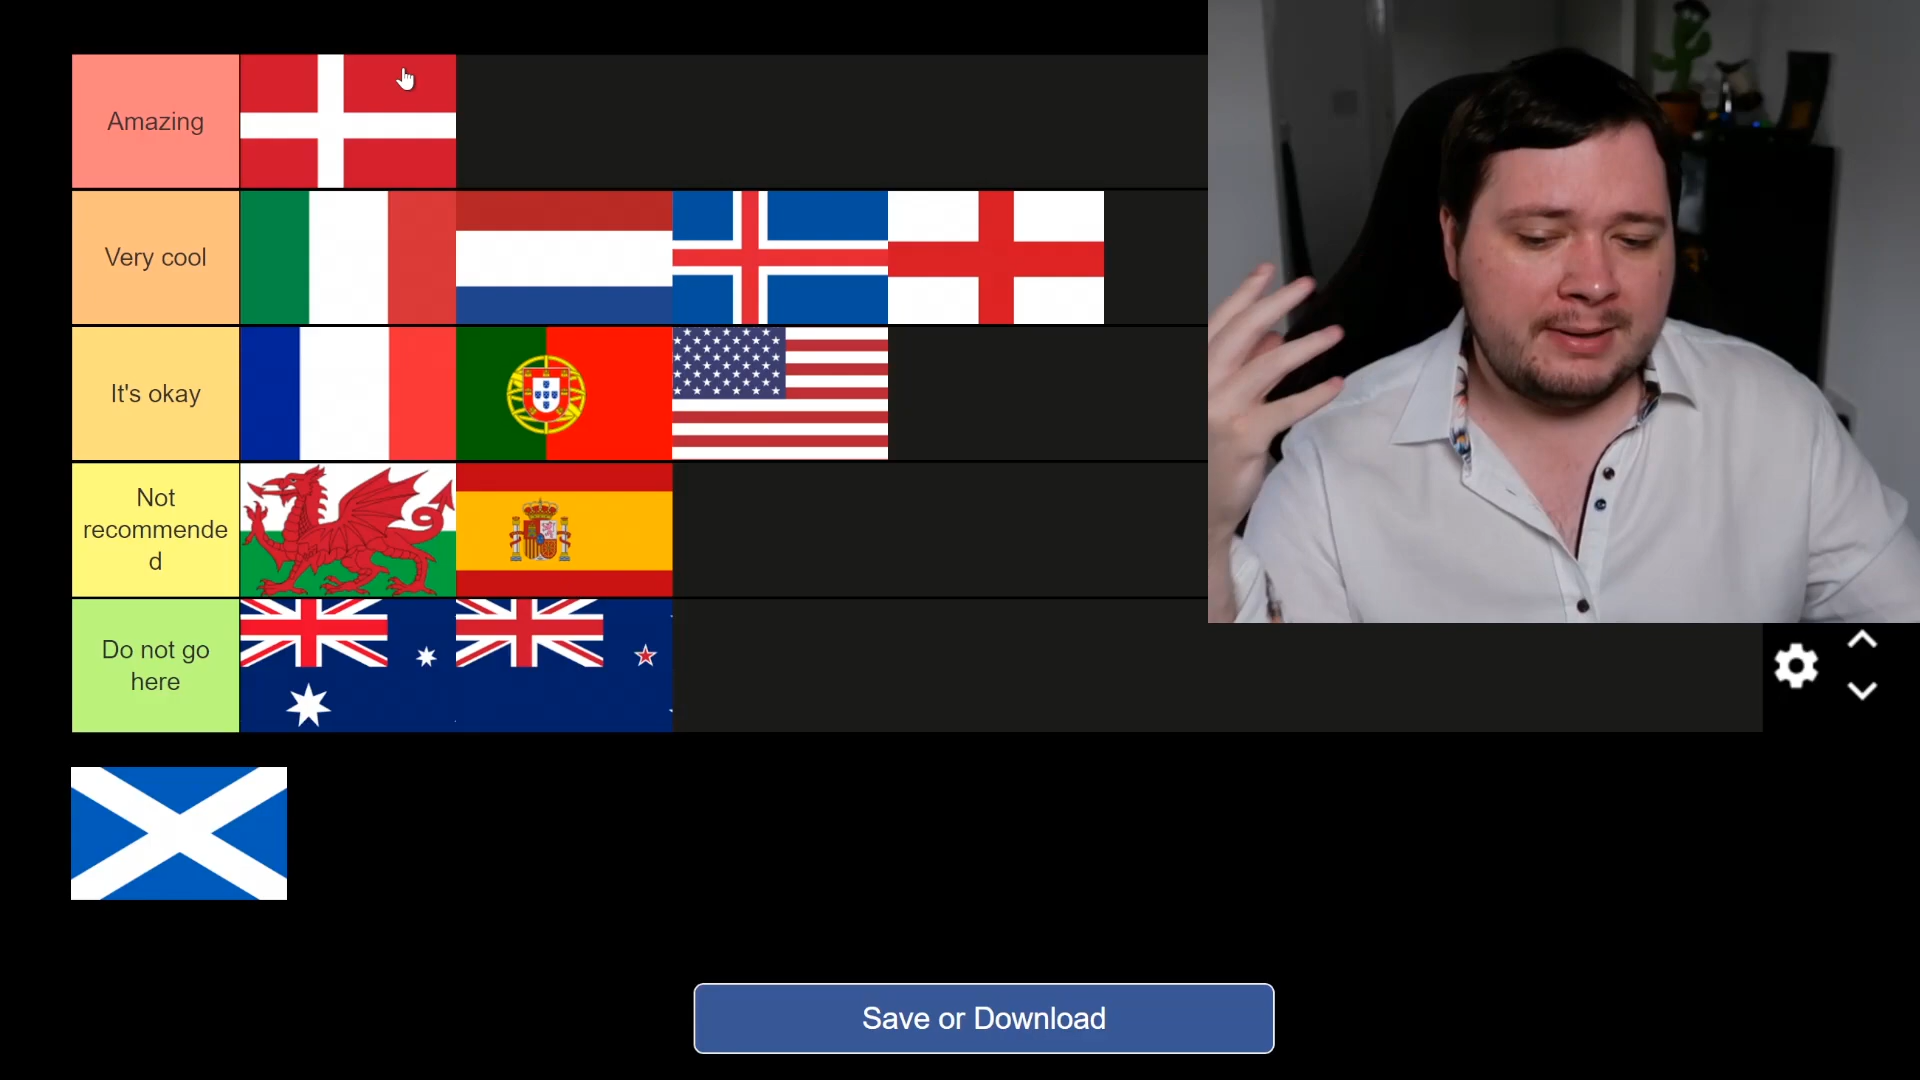 Amazing
Very cool
It's okay
Not
recommende
d
Do not go
here
Save or Download